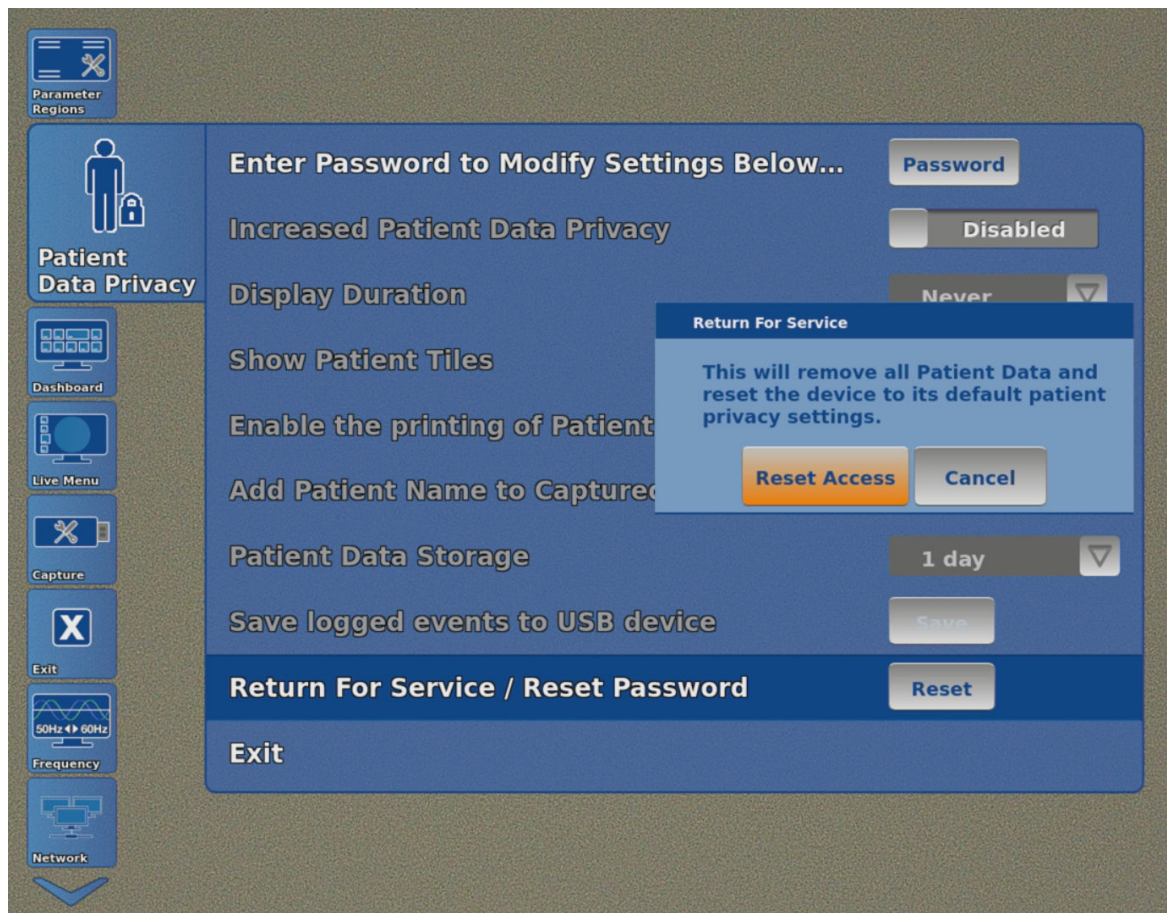 Parameter
Regions
Patient
Data Privacy
Dashboard
Live Menu
Capture
X
Exit
50Hz 60Hz
Frequency
Network
Enter Password to Modify Settings Below...
Password
Increased Patient Data Privacy
Disabled
Display Duration
Never
Show Patient Tiles
Enable the printing of Patient
Add Patient Name to Captured
Patient Data Storage
1 day
Save logged events to USB device
Save
Return For Service / Reset Password
Reset
Exit
Return For Service
This will remove all Patient Data and
reset the device to its default patient
privacy settings.
Reset Access
Cancel